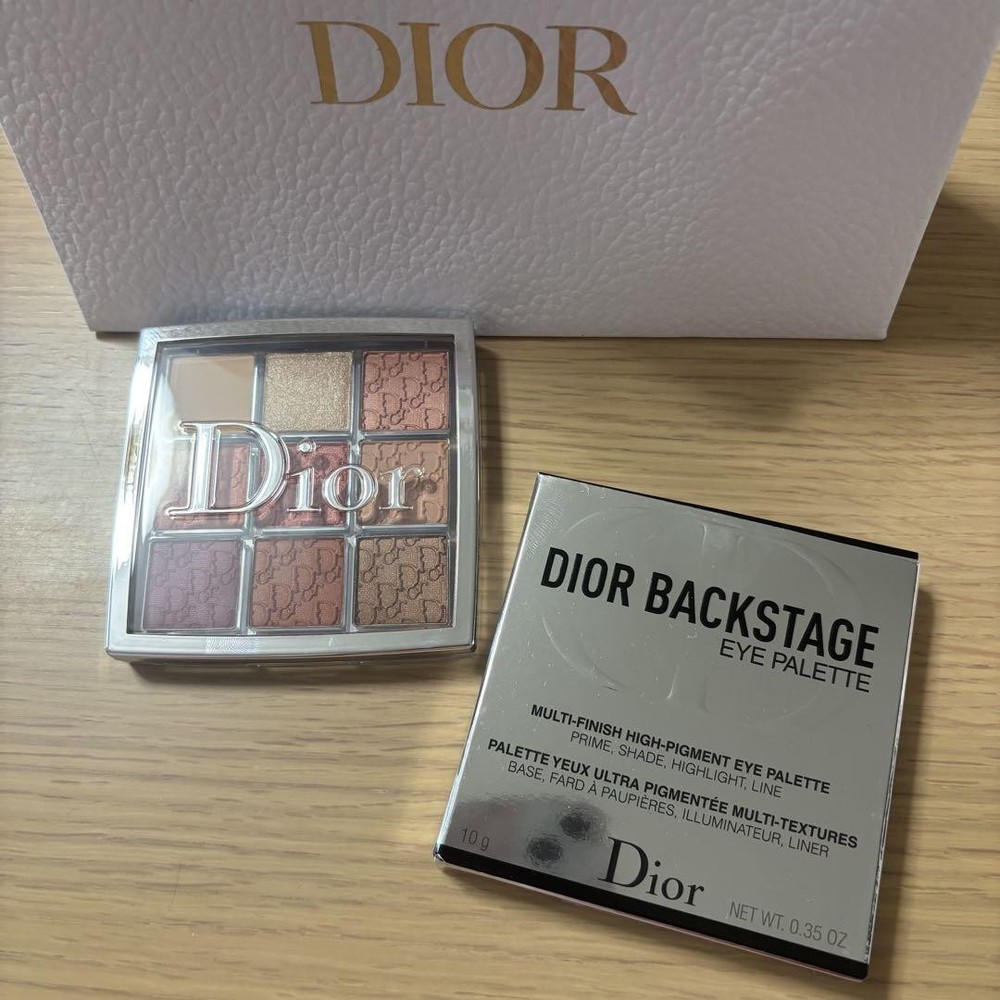 DIOR
Dior
DIOR BACKSTAGE
EYE PALETTE
MULTI-FINISH HIGH-PIGMENT EYE PALETTE
PRIME, SHADE, HIGHLIGHT, LINE
PALETTE YEUX ULTRA PIGMENTÉE MULTI-TEXTURES
BASE, FARD À PAUPIÈRES, ILLUMINATEUR, LINER
10 g
Dior
NET WT. 0.35 OZ